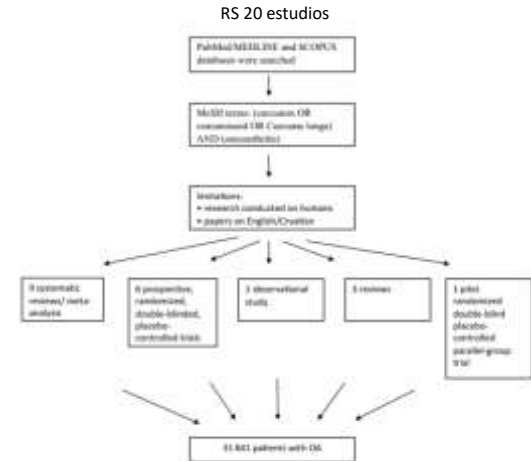 RS 20 estudios
PubMed/MEDLINE and SCOPUS
databases were searched
MeSH terms: (curcumin OR
curcuminoid OR Curcuma longa)
AND (osteoarthritis)
limitations:
• research conducted on humans
• papers on English/Croatian
9 systematic
reviews/ meta
analysis
6 prospective,
randomized,
double-blinded,
placebo-
controlled trials
observational
study
3 reviews
1 pilot
randomized
double-blind
placebo-
controlled
parallel-group
trial
patients with OA